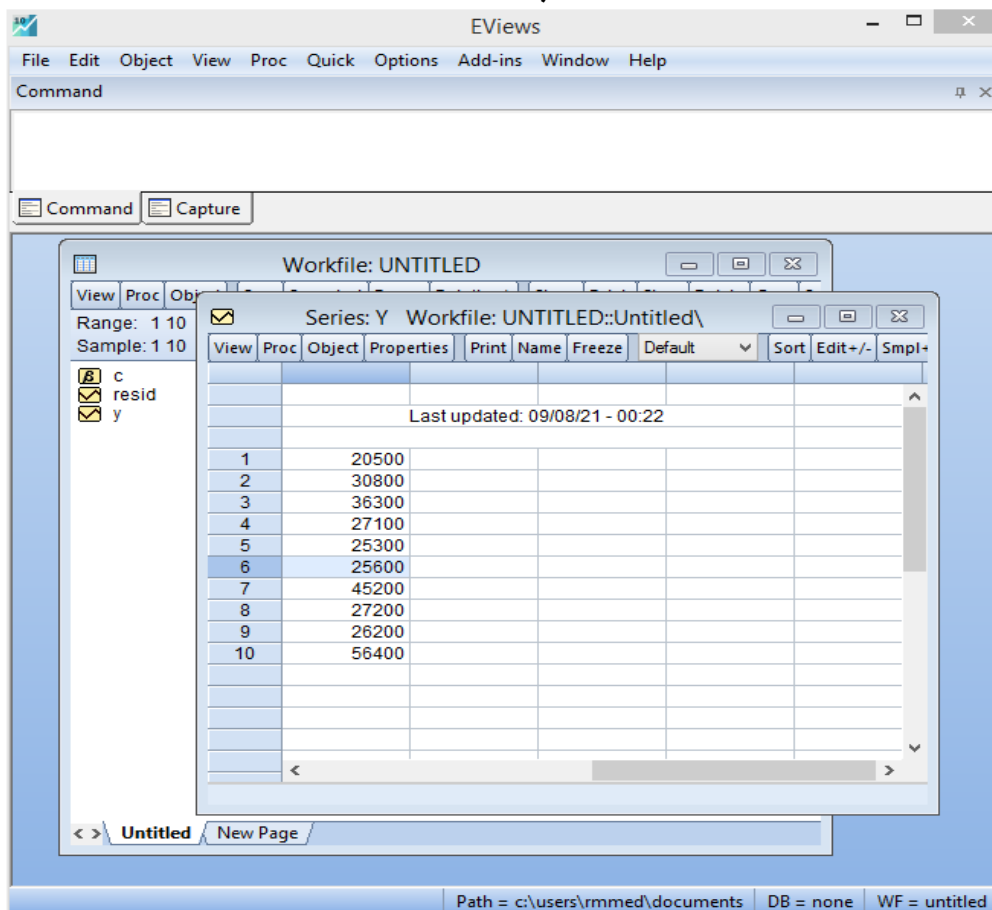 EViews
File Edit Object View Proc Quick Options Add-ins Window Help
Command
Command Capture
Workfile: UNTITLED
View Proc
Range: 1 10
Sample: 1 10
c
resid
y
Series: Y Workfile: UNTITLED::Untitled\
View Proc Object Properties Print Name Freeze Default Sort Edit+/- Smpl+
Last updated: 09/08/21 - 00:22
1 20500
2 30800
3 36300
4 27100
5 25300
6 25600
7 45200
8 27200
9 26200
10 56400
Untitled New Page
Path = c:\users\rmmed\documents DB = none WF = untitled